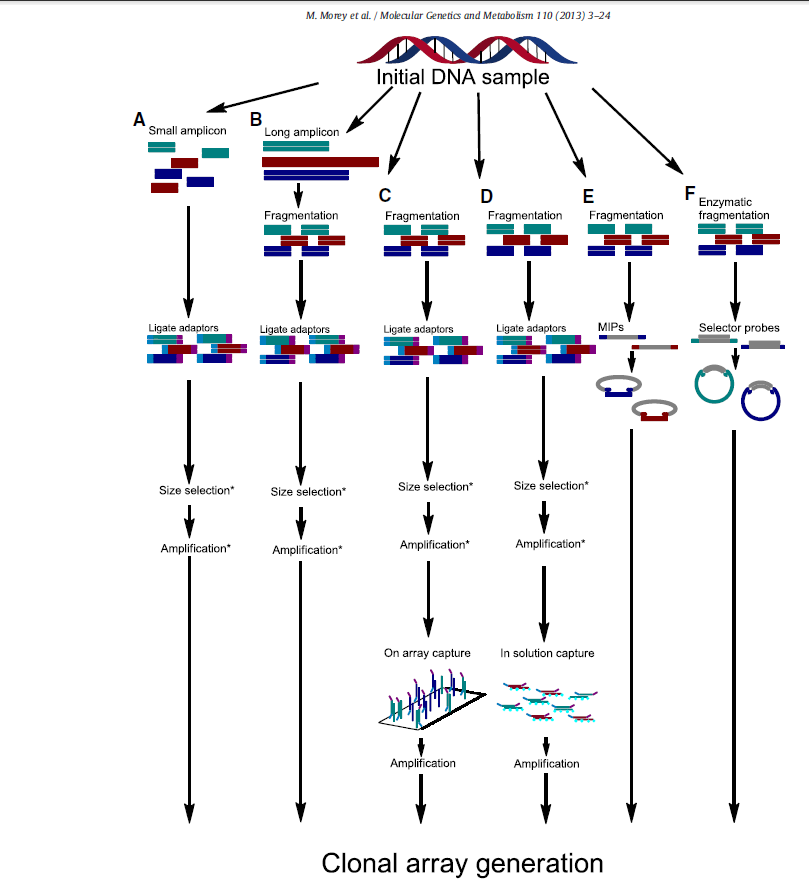 M. Morey et al. / Molecular Genetics and Metabolism 110 (2013) 3–24
Initial DNA sample
A
Small amplicon
B
Long amplicon
C
Fragmentation
D
Fragmentation
E
Fragmentation
F
Enzymatic
fragmentation
Fragmentation
Ligate adaptors
Ligate adaptors
Ligate adaptors
Ligate adaptors
MIPs
Selector probes
Size selection*
Size selection*
Size selection*
Size selection*
Amplification*
Amplification*
Amplification*
Amplification*
On array capture
In solution capture
Amplification
Amplification
Clonal array generation